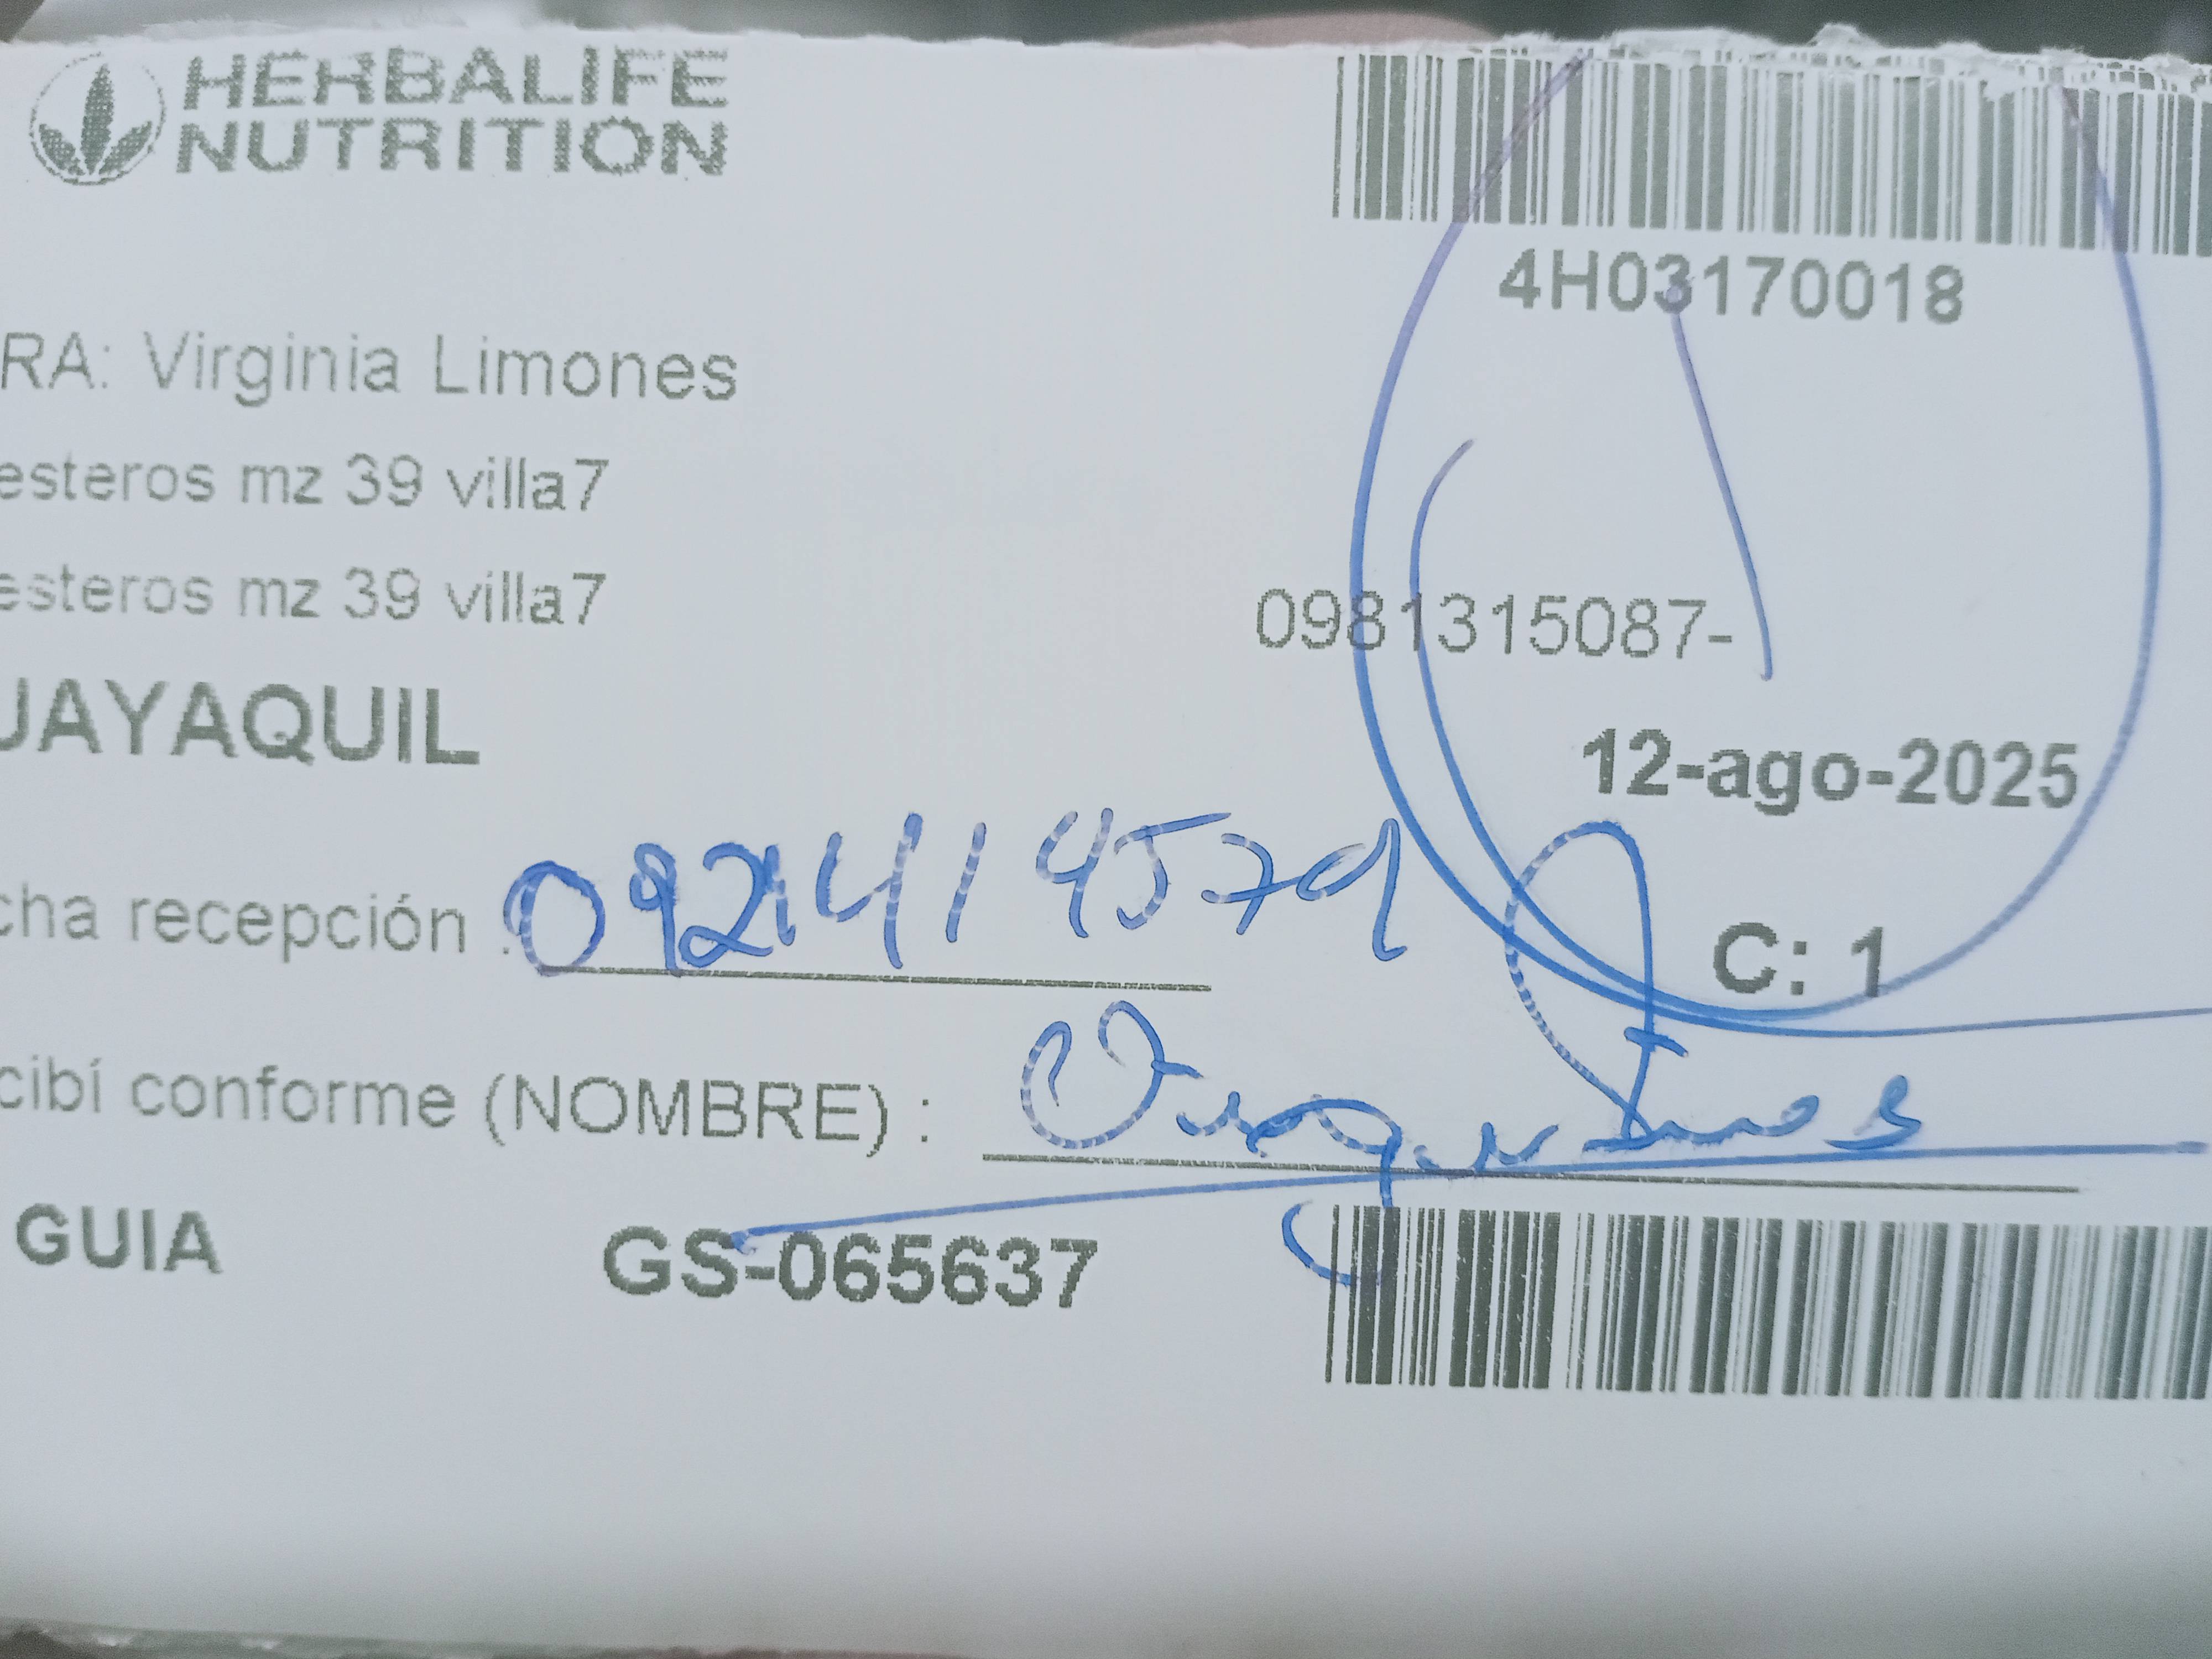 HERBALIFE
NUTRITION
4H03170018
RA: Virginia Limones
esteros mz 39 villa7
esteros mz 39 villa7
0981315087-
UAYAQUIL
12-ago-2025
cha recepción : 0921414579
C: 1
cibí conforme (NOMBRE) :
GUIA GS-065637